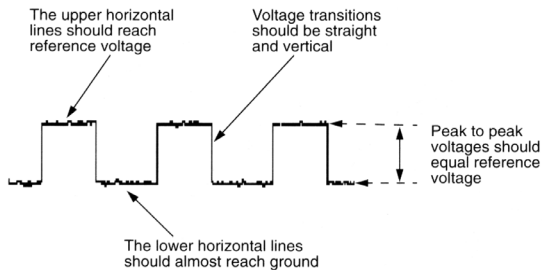 The upper horizontal
lines should reach
reference voltage
Voltage transitions
should be straight
and vertical
Peak to peak
voltages should
equal reference
voltage
The lower horizontal lines
should almost reach ground